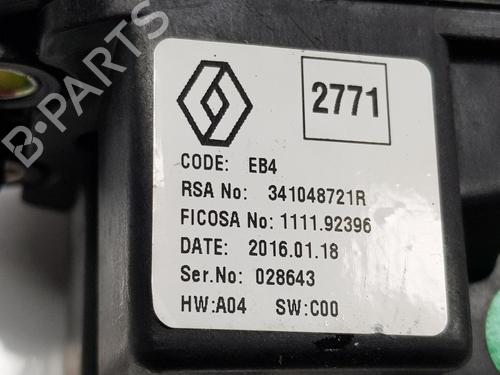 2771
CODE: EB4
RSA No: 341048721R
FICOSA No: 1111.92396
DATE: 2016.01.18
Ser.No: 028643
HW:A04 SW:C00
B-PARTS